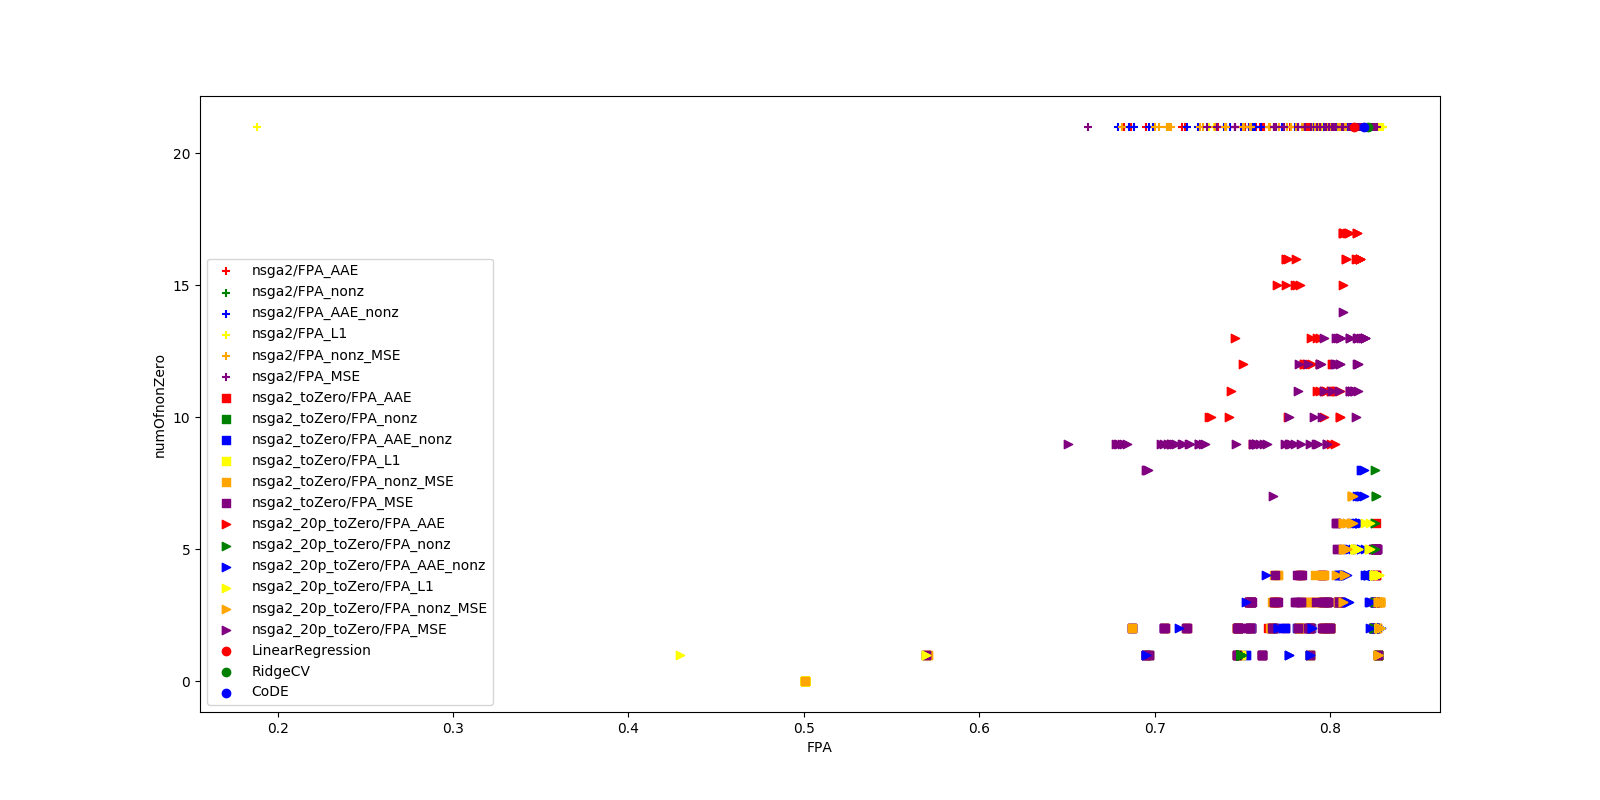 20
15
10
5
0
numOfnonZero
nsga2/FPA_AAE
nsga2/FPA_nonz
nsga2/FPA_AAE_nonz
nsga2/FPA_L1
nsga2/FPA_nonz_MSE
nsga2/FPA_MSE
nsga2_toZero/FPA_AAE
nsga2_toZero/FPA_nonz
nsga2_toZero/FPA_AAE_nonz
nsga2_toZero/FPA_L1
nsga2_toZero/FPA_nonz_MSE
nsga2_toZero/FPA_MSE
nsga2_20p_toZero/FPA_AAE
nsga2_20p_toZero/FPA_nonz
nsga2_20p_toZero/FPA_AAE_nonz
nsga2_20p_toZero/FPA_L1
nsga2_20p_toZero/FPA_nonz_MSE
nsga2_20p_toZero/FPA_MSE
LinearRegression
RidgeCV
CoDE
0.2 0.3 0.4 0.5 0.6 0.7 0.8
FPA